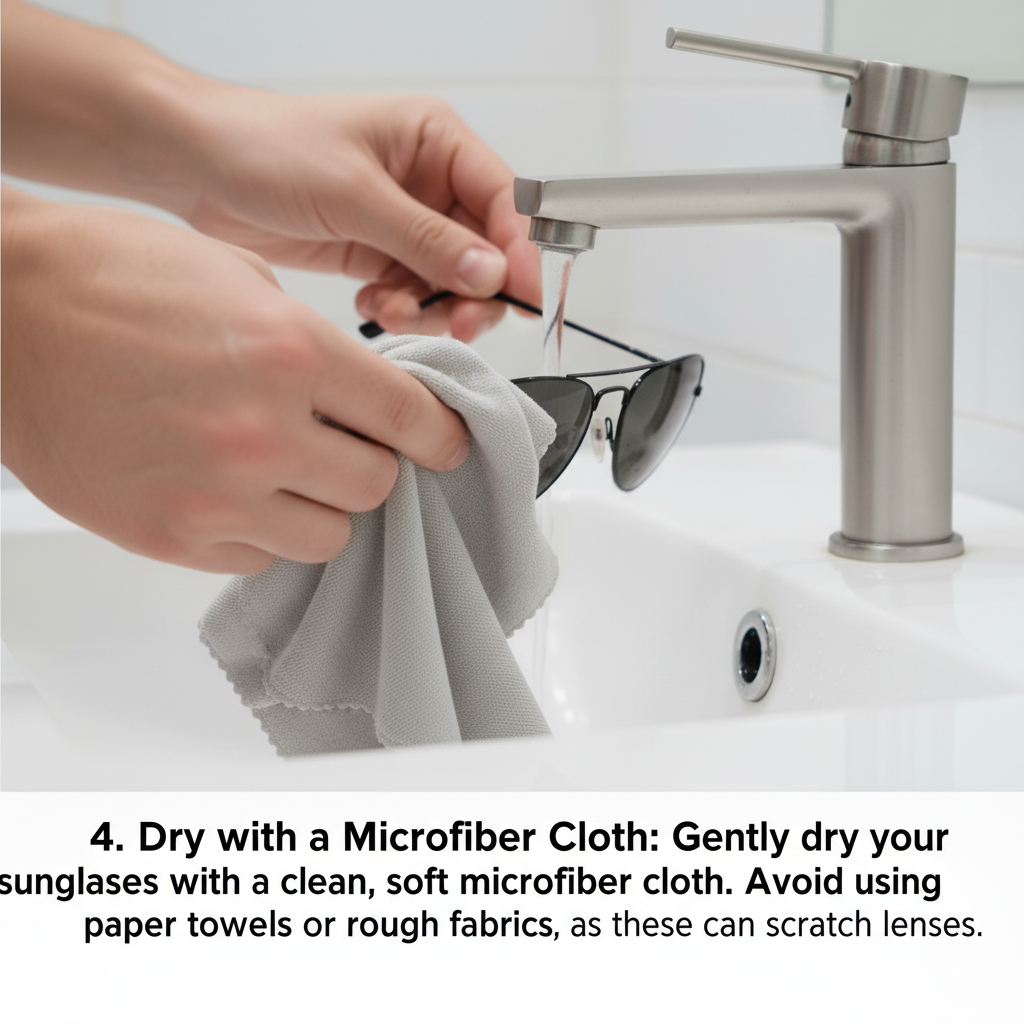 4. Dry with a Microfiber Cloth: Gently dry your
sunglases with a clean, soft microfiber cloth. Avoid using
paper towels or rough fabrics, as these can scratch lenses.